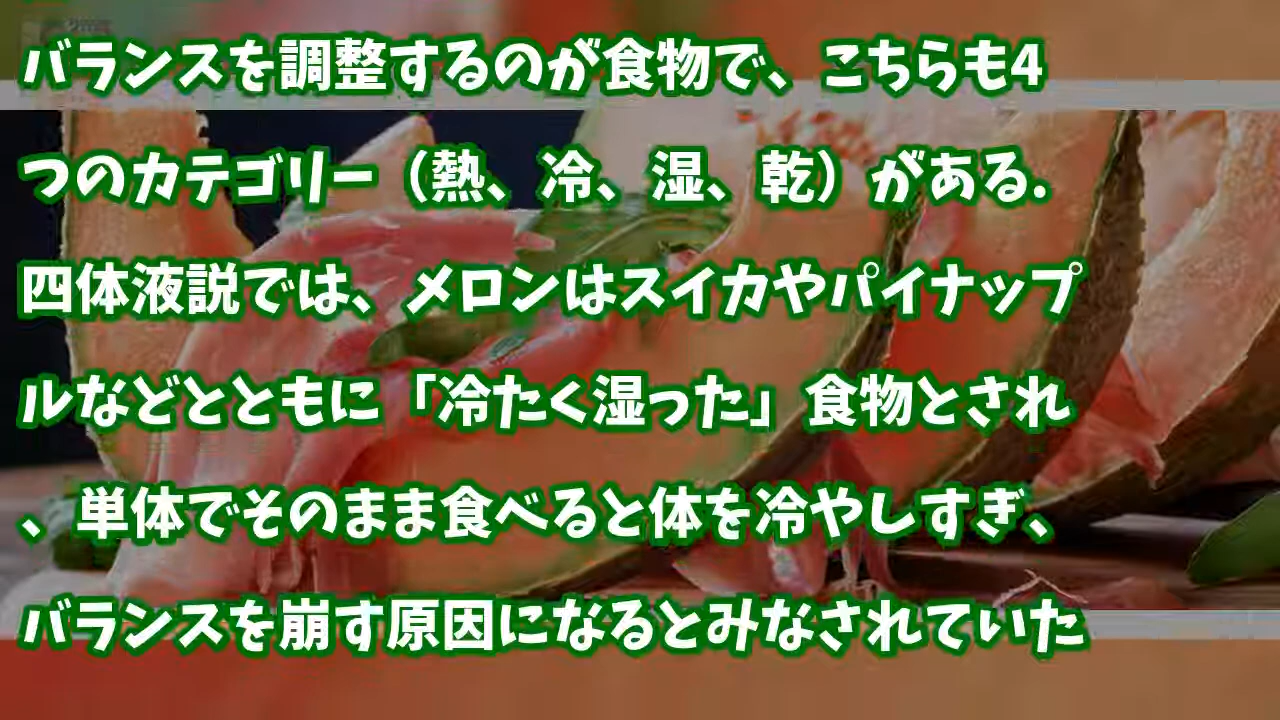 バランスを調整するのが食物で、こちらも4
つのカテゴリー（熱、冷、湿、乾）がある.
四体液説では、メロンはスイカやパイナップ
ルなどとともに「冷たく湿った」食物とされ
、単体でそのまま食べると体を冷やしすぎ、
バランスを崩す原因になるとみなされていた